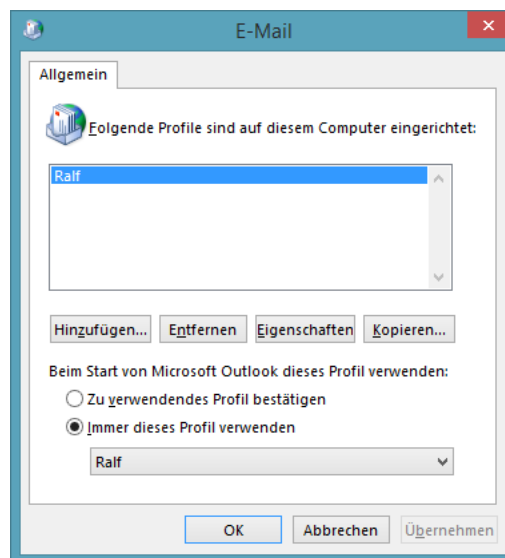 E-Mail
Allgemein
Folgende Profile sind auf diesem Computer eingerichtet:
Ralf
Hinzufügen... Entfernen Eigenschaften Kopieren...
Beim Start von Microsoft Outlook dieses Profil verwenden:
Zu verwendendes Profil bestätigen
Immer dieses Profil verwenden
Ralf
OK Abbrechen Übernehmen